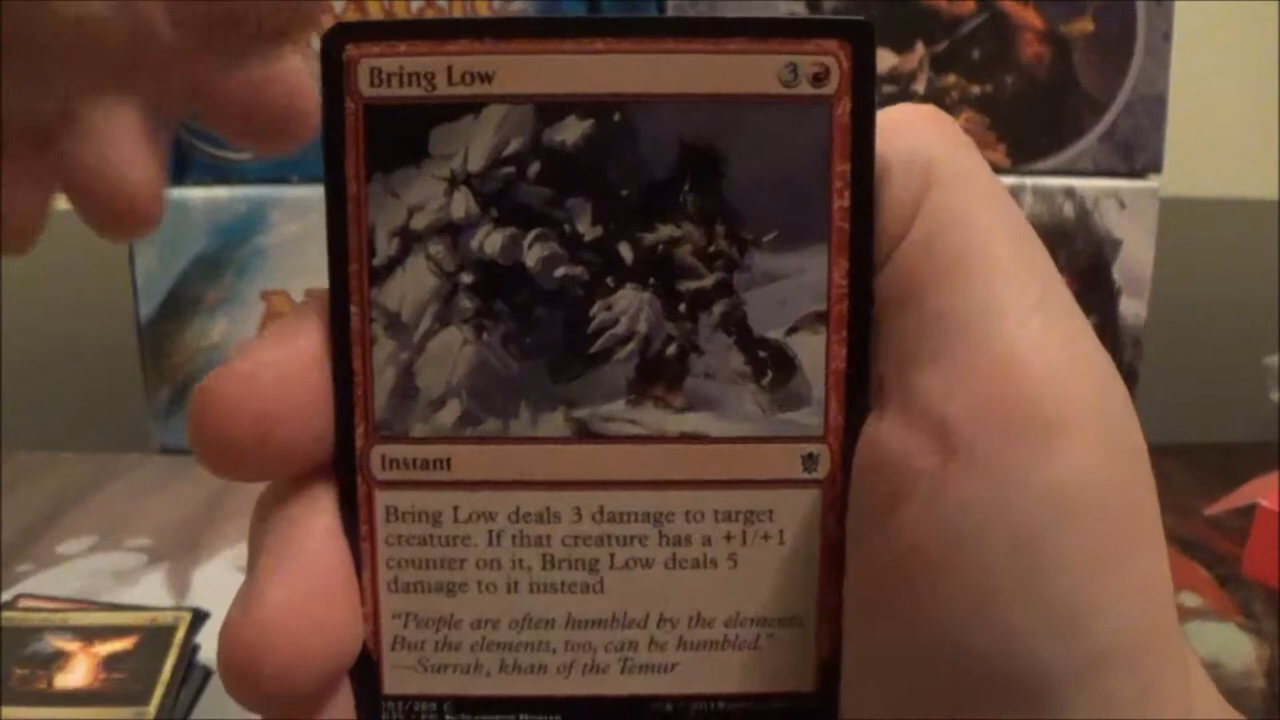 Bring Low 3
Instant
Bring Low deals 3 damage to target
creature. If that creature has a +1/+1
counter on it, Bring Low deals 5
damage to it instead
"People are often humbled by the elements
But the elements, too, can be humbled."
—Surrak, khan of the Temur